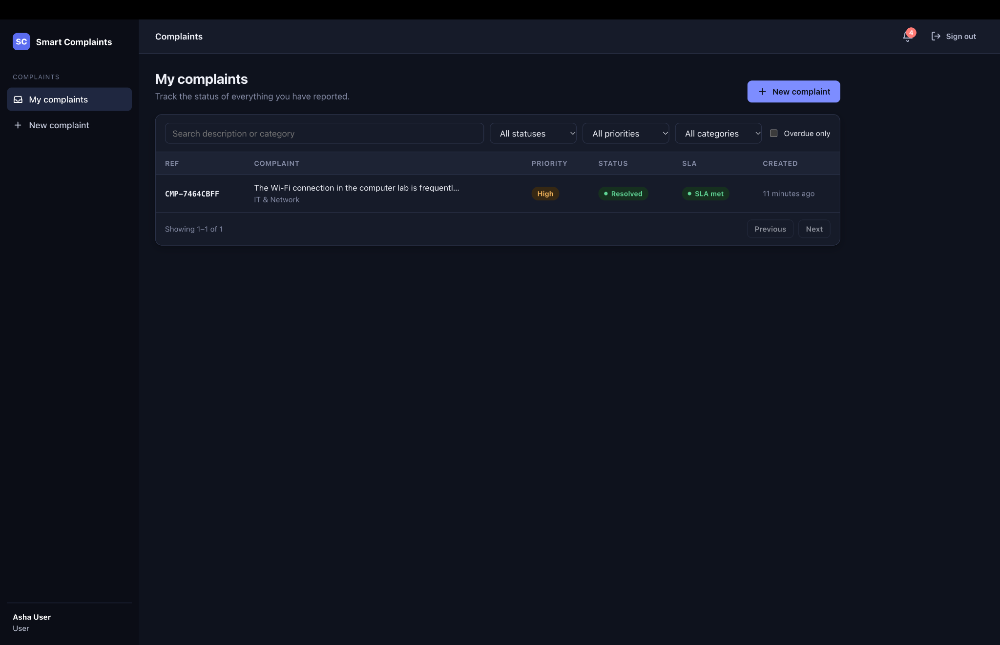 SC Smart Complaints
COMPLAINTS
My complaints
New complaint
Asha User
User
Complaints
4
Sign out
My complaints
Track the status of everything you have reported.
New complaint
Search description or category
All statuses
All priorities
All categories
Overdue only
REF COMPLAINT PRIORITY STATUS SLA CREATED
CMP-7464CBFF The Wi-Fi connection in the computer lab is frequentl... High Resolved SLA met 11 minutes ago
IT & Network
Showing 1–1 of 1
Previous Next